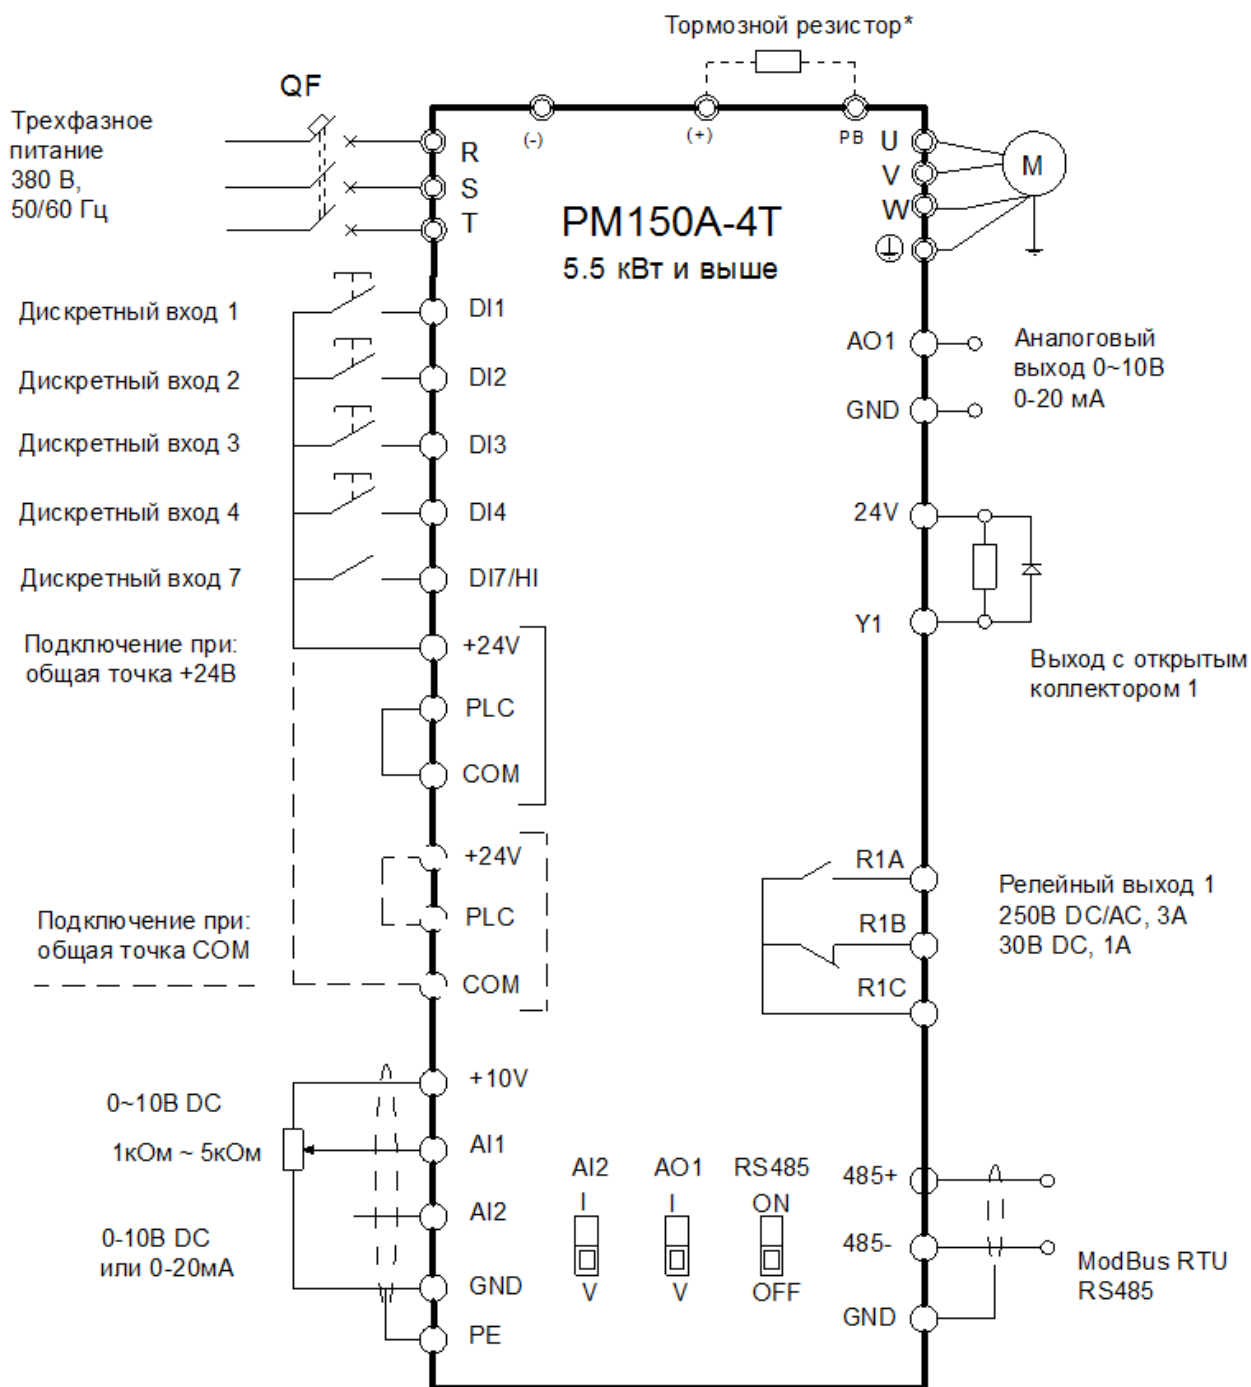 Тормозной резистор*
QF
Трехфазное
питание
380 В,
50/60 Гц
(-)
(+)
PB
R
S
T
U
V
W
M
PM150A-4T
5.5 кВт и выше
Дискретный вход 1
DI1
Дискретный вход 2
DI2
Дискретный вход 3
DI3
Дискретный вход 4
DI4
Дискретный вход 7
DI7/HI
Подключение при:
общая точка +24В
+24V
PLC
COM
+24V
PLC
COM
Подключение при:
общая точка COM
AO1
GND
Аналоговый
выход 0~10В
0-20 мА
24V
Y1
Выход с открытым
коллектором 1
R1A
R1B
R1C
Релейный выход 1
250В DC/AC, 3А
30В DC, 1А
+10V
0~10В DC
1кОм ~ 5кОм
AI1
AI2
0-10В DC
или 0-20мА
GND
PE
AI2
I
V
AO1
I
V
RS485
ON
OFF
485+
485-
GND
ModBus RTU
RS485